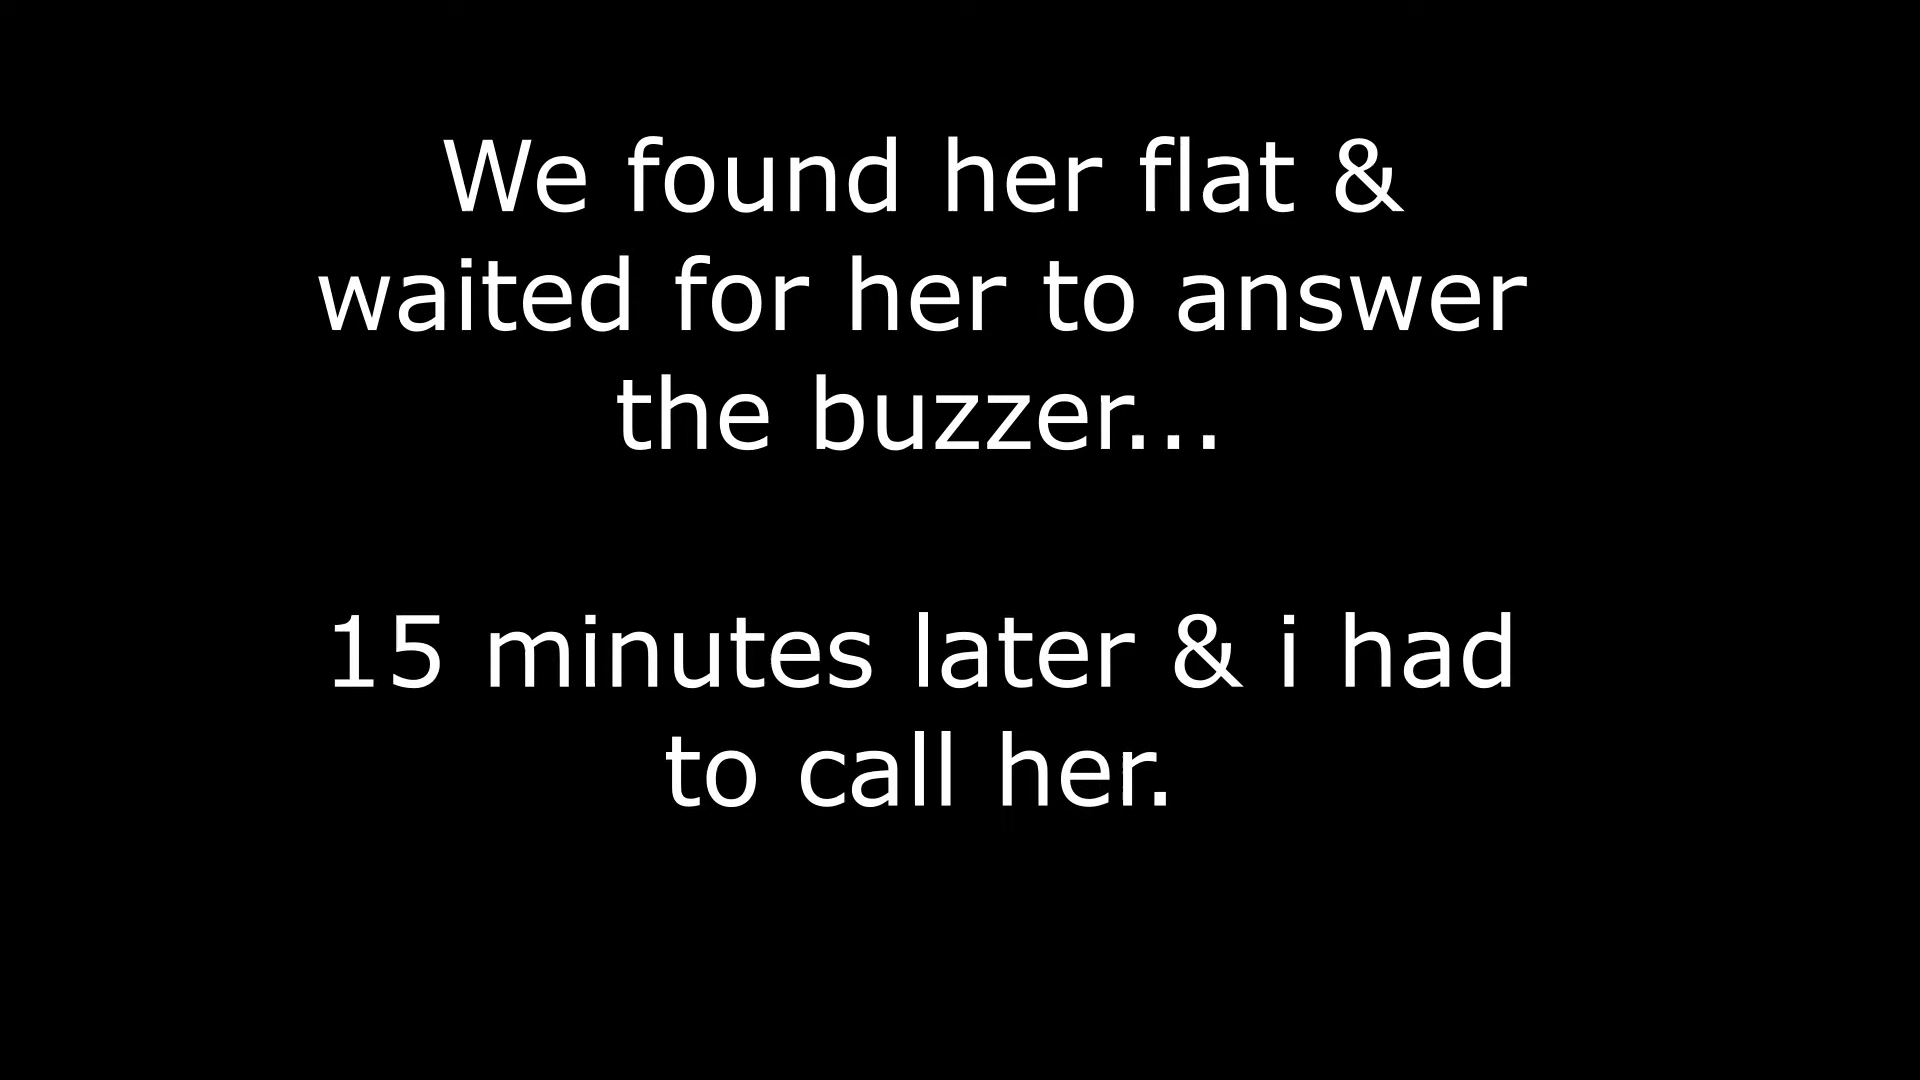 We found her flat &
waited for her to answer
the buzzer...
15 minutes later & i had
to call her.